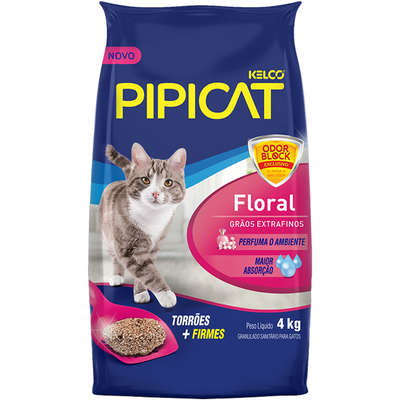 NOVO
KELCO
PIPICAT
ODOR
BLOCK
EXCLUSIVO
Floral
GRÃOS EXTRAFINOS
PERFUMA O AMBIENTE
MAIOR
ABSORÇÃO
TORRÕES
+ FIRMES
Peso Líquido 4 kg
GRANULADO SANITÁRIO PARA GATOS